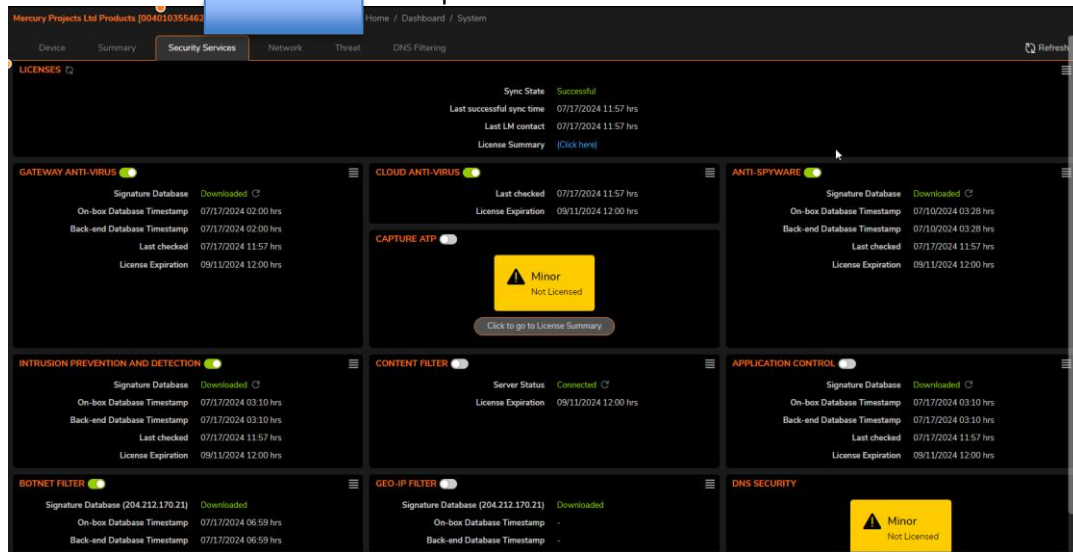 Mercury Projects Ltd Products [004010355462
Home / Dashboard / System
Device Summary Security Services Network Threat DNS Filtering Refresh
LICENSES
Sync State Successful
Last successful sync time 07/17/2024 11:57 hrs
Last LM contact 07/17/2024 11:57 hrs
License Summary (Click here)
GATEWAY ANTI-VIRUS
Signature Database Downloaded
On-box Database Timestamp 07/17/2024 02:00 hrs
Back-end Database Timestamp 07/17/2024 02:00 hrs
Last checked 07/17/2024 11:57 hrs
License Expiration 09/11/2024 12:00 hrs
CLOUD ANTI-VIRUS
Last checked 07/17/2024 11:57 hrs
License Expiration 09/11/2024 12:00 hrs
CAPTURE ATP
Minor
Not Licensed
Click to go to License Summary
ANTI-SPYWARE
Signature Database Downloaded
On-box Database Timestamp 07/10/2024 03:28 hrs
Back-end Database Timestamp 07/10/2024 03:28 hrs
Last checked 07/17/2024 11:57 hrs
License Expiration 09/11/2024 12:00 hrs
INTRUSION PREVENTION AND DETECTION
Signature Database Downloaded
On-box Database Timestamp 07/17/2024 03:10 hrs
Back-end Database Timestamp 07/17/2024 03:10 hrs
Last checked 07/17/2024 11:57 hrs
License Expiration 09/11/2024 12:00 hrs
CONTENT FILTER
Server Status Connected
License Expiration 09/11/2024 12:00 hrs
APPLICATION CONTROL
Signature Database Downloaded
On-box Database Timestamp 07/17/2024 03:10 hrs
Back-end Database Timestamp 07/17/2024 03:10 hrs
Last checked 07/17/2024 11:57 hrs
License Expiration 09/11/2024 12:00 hrs
BOTNET FILTER
Signature Database (204.212.170.21) Downloaded
On-box Database Timestamp 07/17/2024 06:59 hrs
Back-end Database Timestamp 07/17/2024 06:59 hrs
GEO-IP FILTER
Signature Database (204.212.170.21) Downloaded
On-box Database Timestamp -
Back-end Database Timestamp -
DNS SECURITY
Minor
Not Licensed